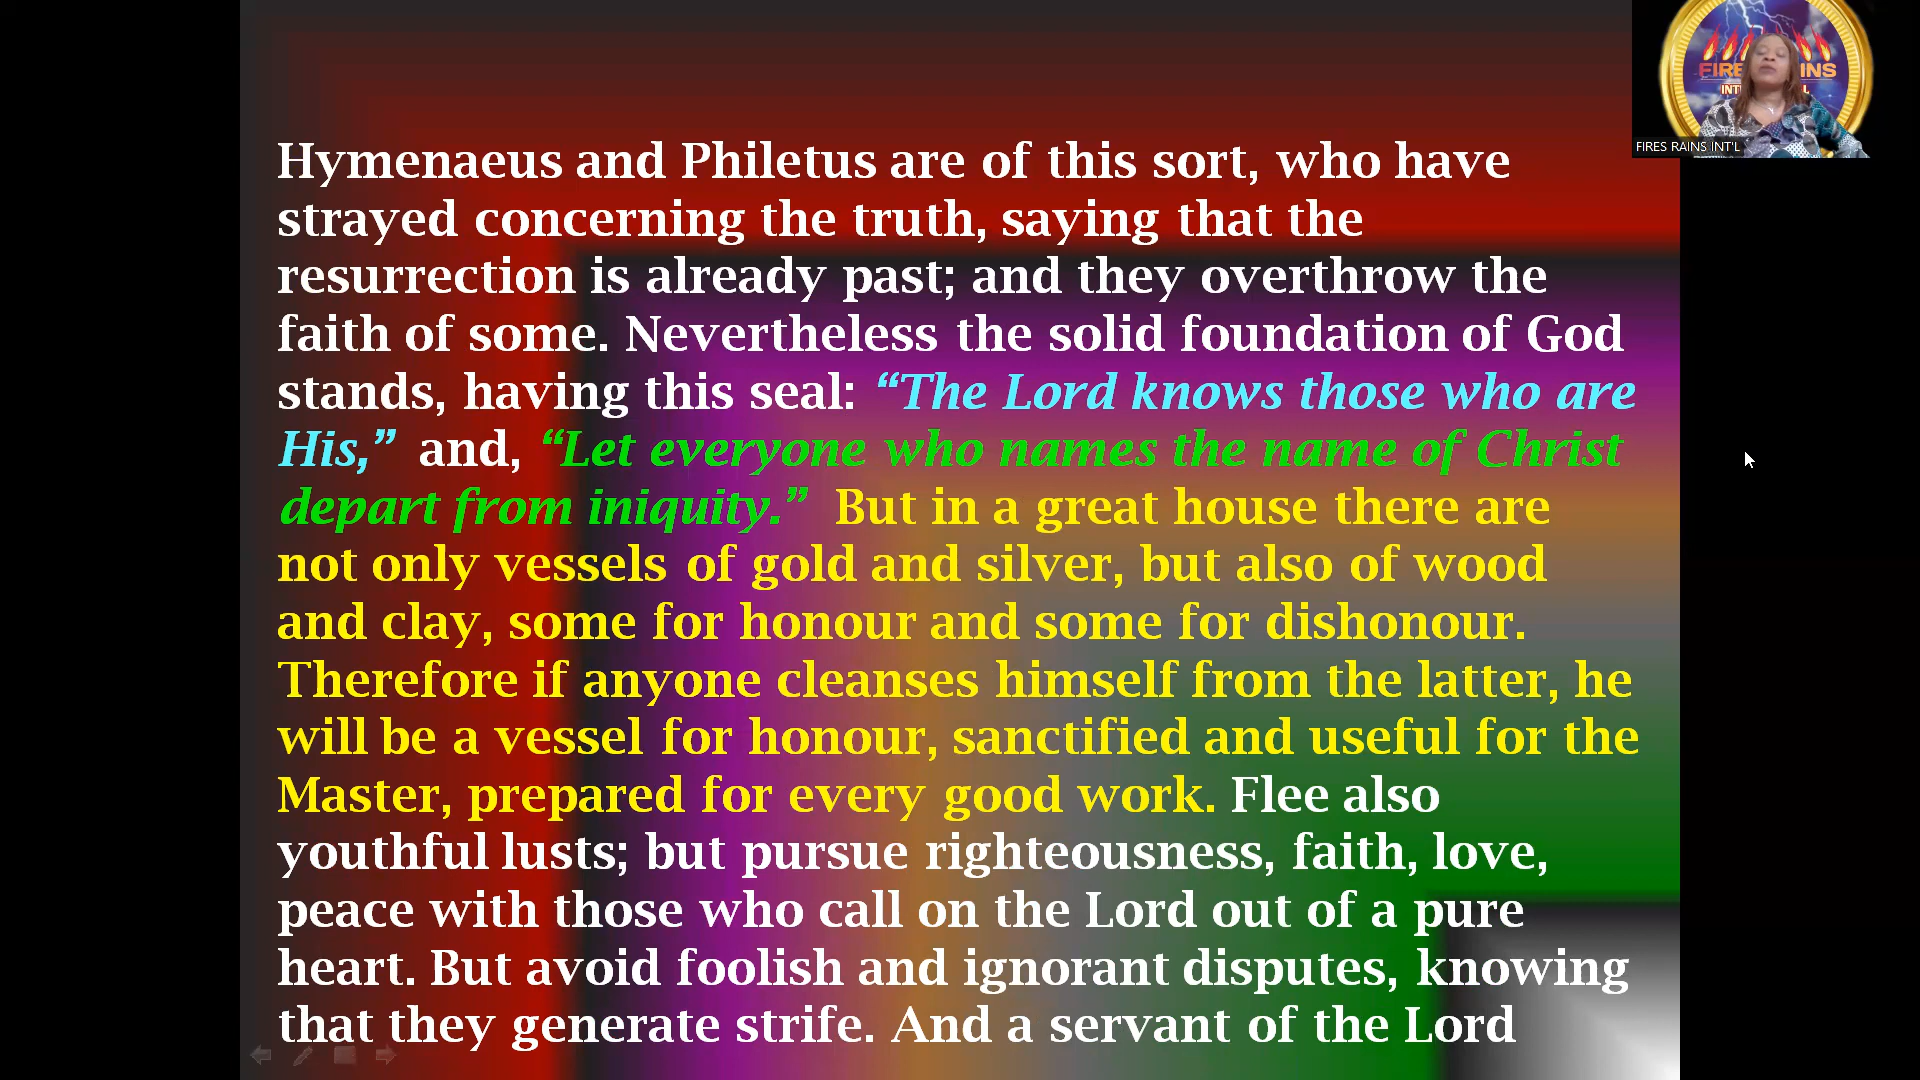 Hymenaeus and Philetus are of this sort, who have
strayed concerning the truth, saying that the
resurrection is already past; and they overthrow the
faith of some. Nevertheless the solid foundation of God
stands, having this seal: “The Lord knows those who are
His,” and, “Let everyone who names the name of Christ
depart from iniquity.” But in a great house there are
not only vessels of gold and silver, but also of wood
and clay, some for honour and some for dishonour.
Therefore if anyone cleanses himself from the latter, he
will be a vessel for honour, sanctified and useful for the
Master, prepared for every good work. Flee also
youthful lusts; but pursue righteousness, faith, love,
peace with those who call on the Lord out of a pure
heart. But avoid foolish and ignorant disputes, knowing
that they generate strife. And a servant of the Lord
FIRES RAINS INT'L